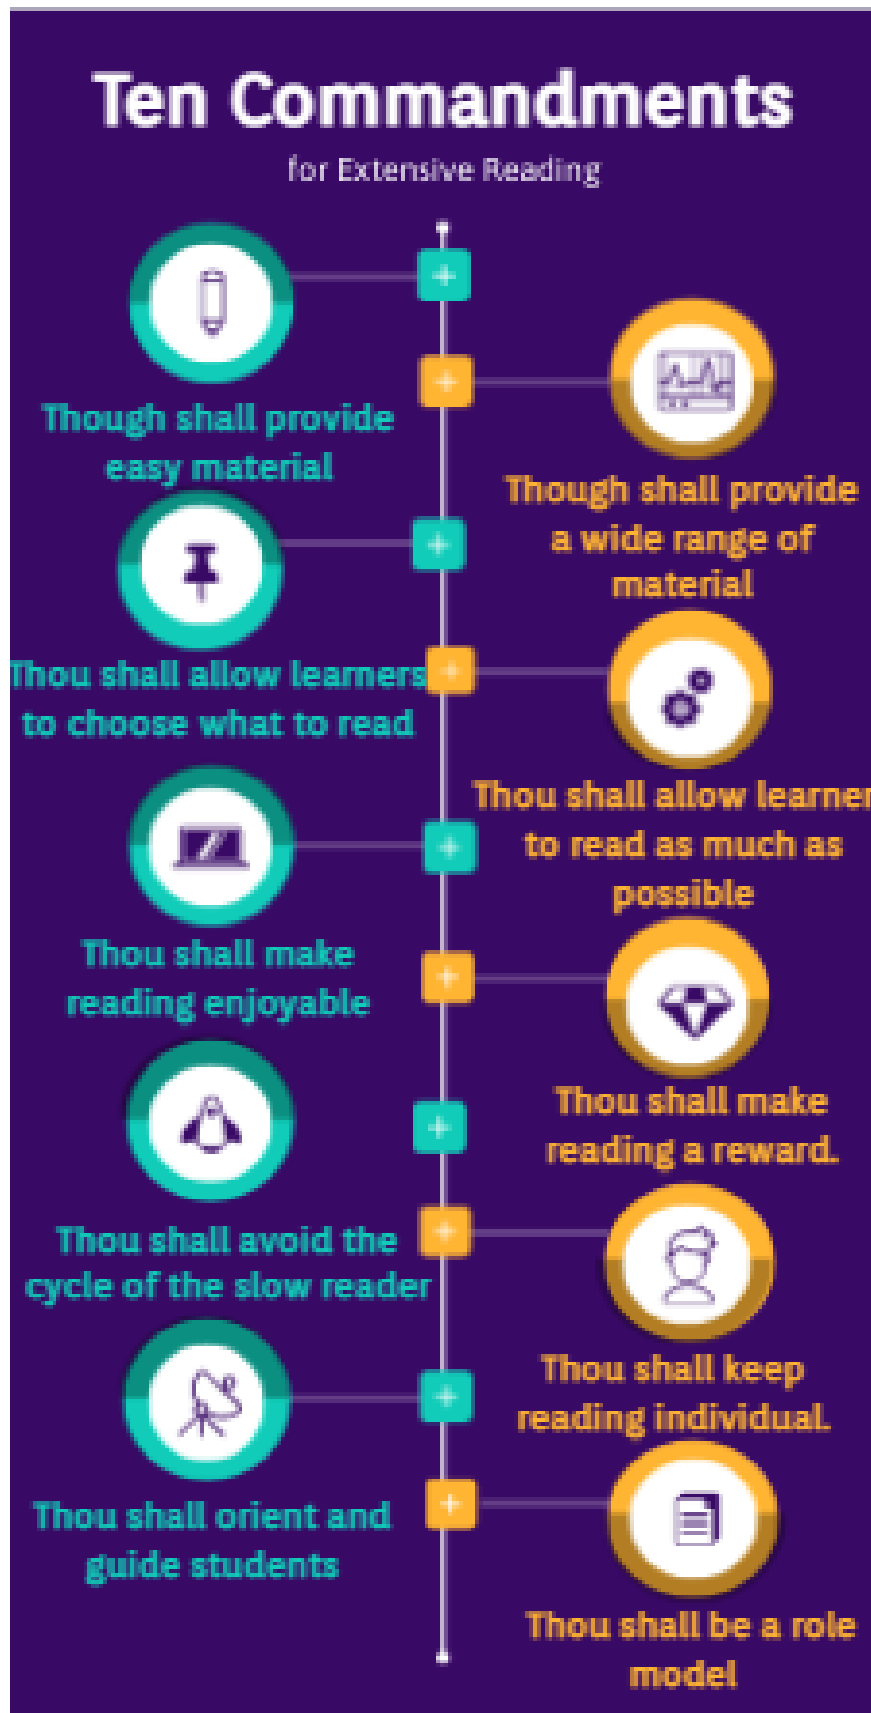 Ten Commandments
for Extensive Reading
Though shall provide
easy material
Though shall provide
a wide range of
material
Thou shall allow learners
to choose what to read
Thou shall allow learner
to read as much as
possible
Thou shall make
reading enjoyable
Thou shall make
reading a reward.
Thou shall avoid the
cycle of the slow reader
Thou shall keep
reading individual.
Thou shall orient and
guide students
Thou shall be a role
model